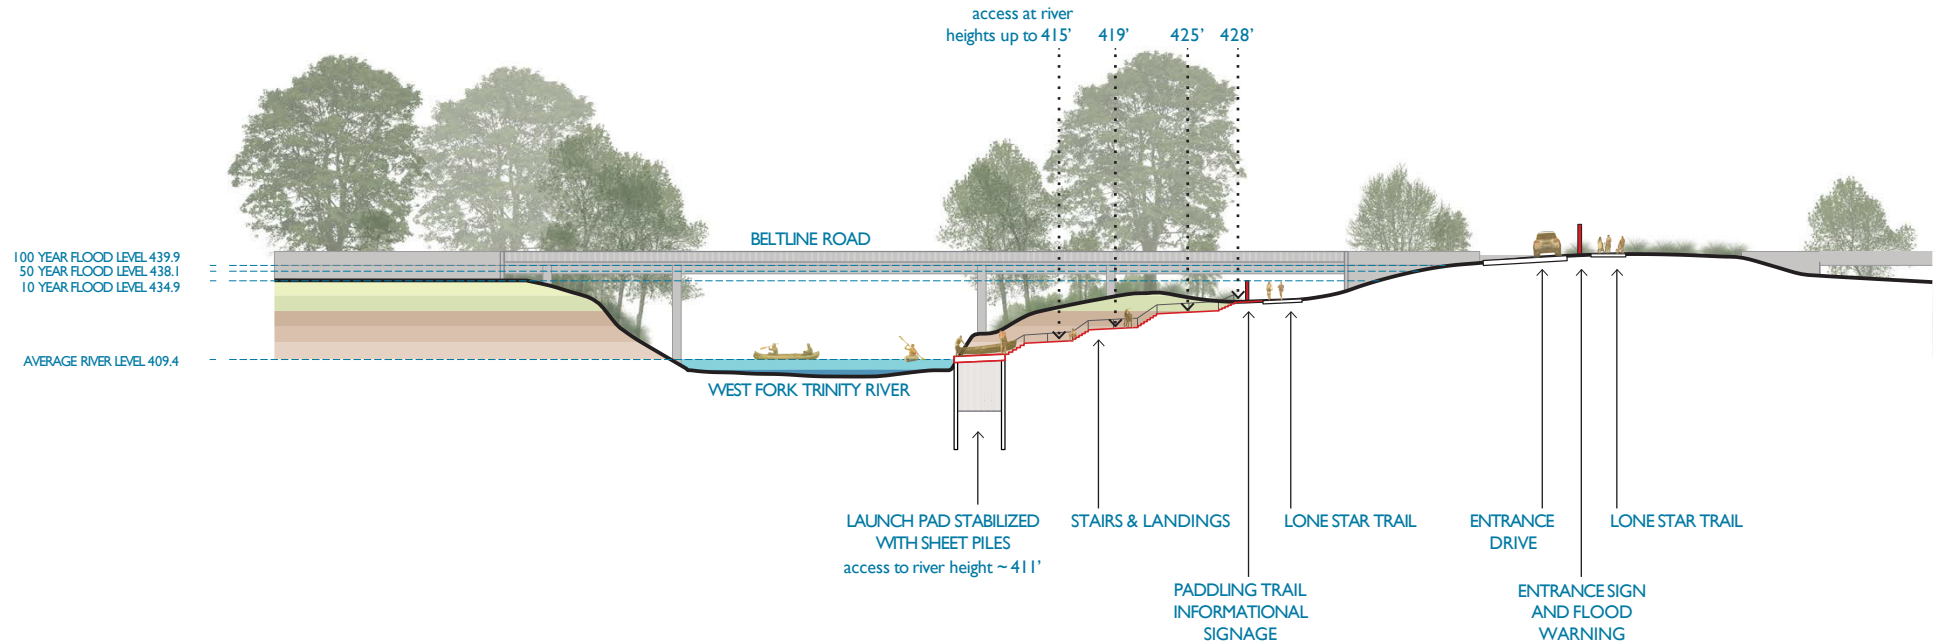 access at river
heights up to 415’ 419’ 425’ 428’
BELTLINE ROAD
100 YEAR FLOOD LEVEL 439.9
50 YEAR FLOOD LEVEL 438.1
10 YEAR FLOOD LEVEL 434.9
AVERAGE RIVER LEVEL 409.4
WEST FORK TRINITY RIVER
LAUNCH PAD STABILIZED
WITH SHEET PILES
access to river height ~ 411’
STAIRS & LANDINGS
PADDLING TRAIL
INFORMATIONAL
SIGNAGE
LONE STAR TRAIL
ENTRANCE
DRIVE
ENTRANCE SIGN
AND FLOOD
WARNING
LONE STAR TRAIL